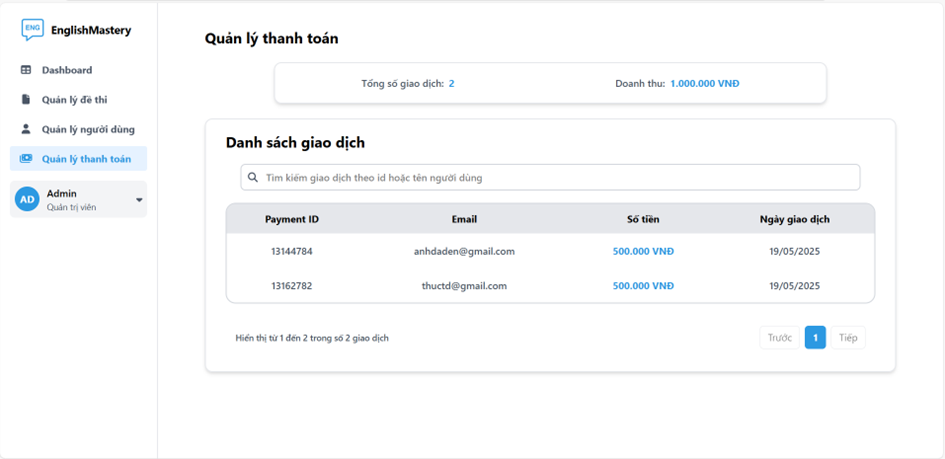 ENG
EnglishMastery
Dashboard
Quản lý đề thi
Quản lý người dùng
Quản lý thanh toán
AD
Admin
Quản trị viên
Quản lý thanh toán
Tổng số giao dịch: 2 Doanh thu: 1.000.000 VNĐ
Danh sách giao dịch
Tìm kiếm giao dịch theo id hoặc tên người dùng
Payment ID Email Số tiền Ngày giao dịch
13144784 anhdaden@gmail.com 500.000 VNĐ 19/05/2025
13162782 thuctd@gmail.com 500.000 VNĐ 19/05/2025
Hiển thị từ 1 đến 2 trong số 2 giao dịch
Trước 1 Tiếp